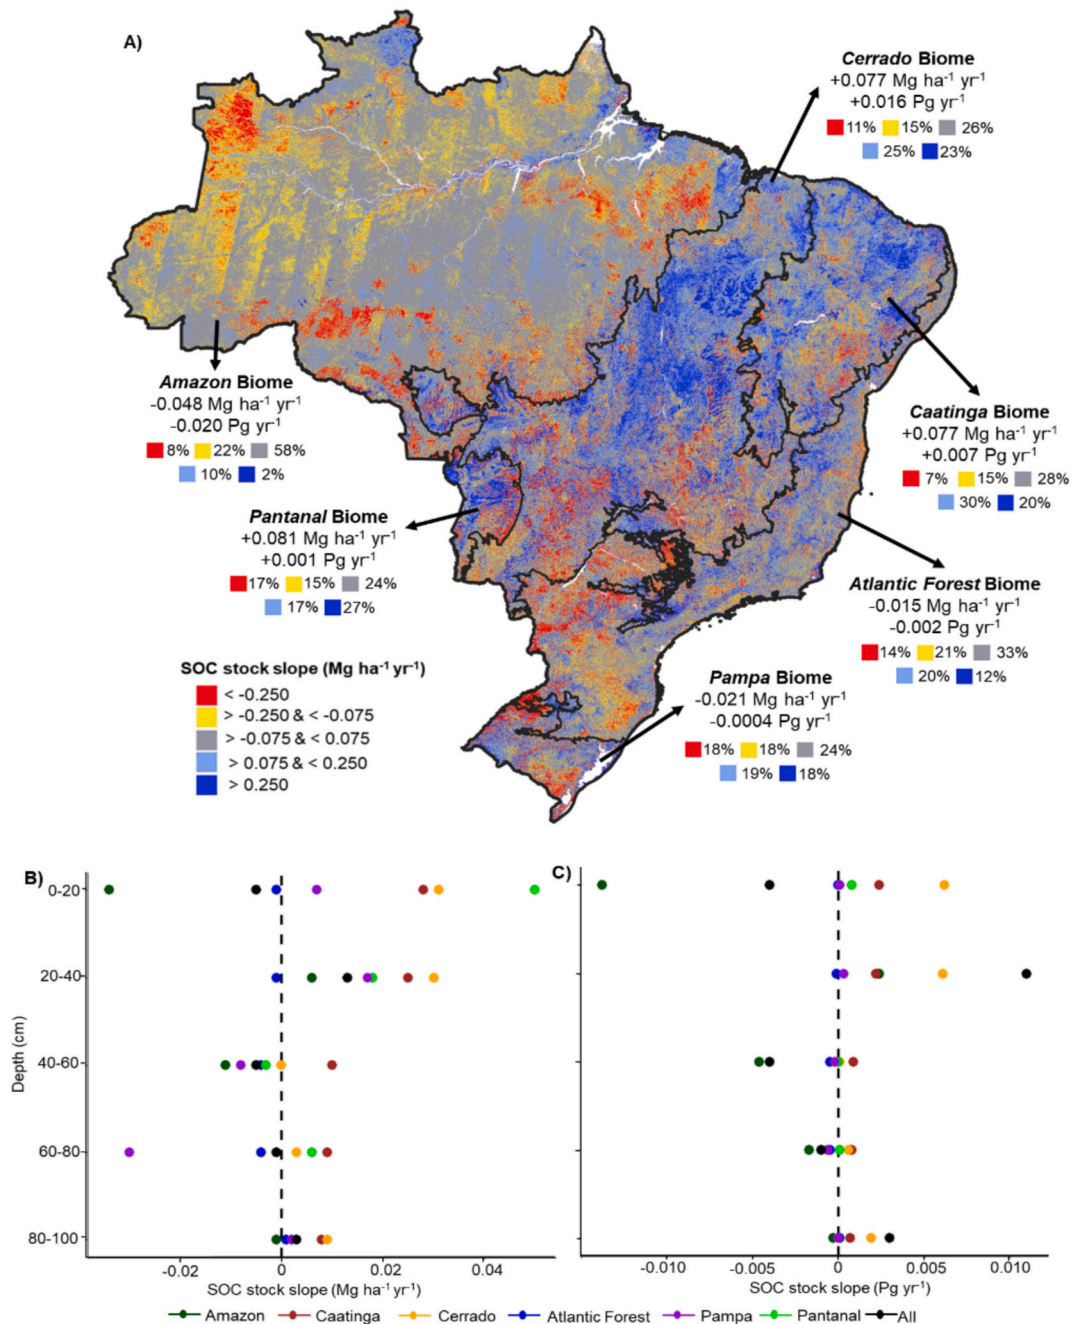 A)
Cerrado Biome
+0.077 Mg ha⁻¹ yr⁻¹
+0.016 Pg yr⁻¹
11% 15% 26%
25% 23%
Amazon Biome
-0.048 Mg ha⁻¹ yr⁻¹
-0.020 Pg yr⁻¹
8% 22% 58%
10% 2%
Caatinga Biome
+0.077 Mg ha⁻¹ yr⁻¹
+0.007 Pg yr⁻¹
7% 15% 28%
30% 20%
Pantanal Biome
+0.081 Mg ha⁻¹ yr⁻¹
+0.001 Pg yr⁻¹
17% 15% 24%
17% 27%
Atlantic Forest Biome
-0.015 Mg ha⁻¹ yr⁻¹
-0.002 Pg yr⁻¹
14% 21% 33%
20% 12%
Pampa Biome
-0.021 Mg ha⁻¹ yr⁻¹
-0.0004 Pg yr⁻¹
18% 18% 24%
19% 18%
SOC stock slope (Mg ha⁻¹ yr⁻¹)
< -0.250
> -0.250 & < -0.075
> -0.075 & < 0.075
> 0.075 & < 0.250
> 0.250
B)
0-20
20-40
40-60
60-80
80-100
Depth (cm)
-0.02 0 0.02 0.04
SOC stock slope (Mg ha⁻¹ yr⁻¹)
C)
-0.010 -0.005 0 0.005 0.010
SOC stock slope (Pg yr⁻¹)
Amazon Caatinga Cerrado Atlantic Forest Pampa Pantanal All